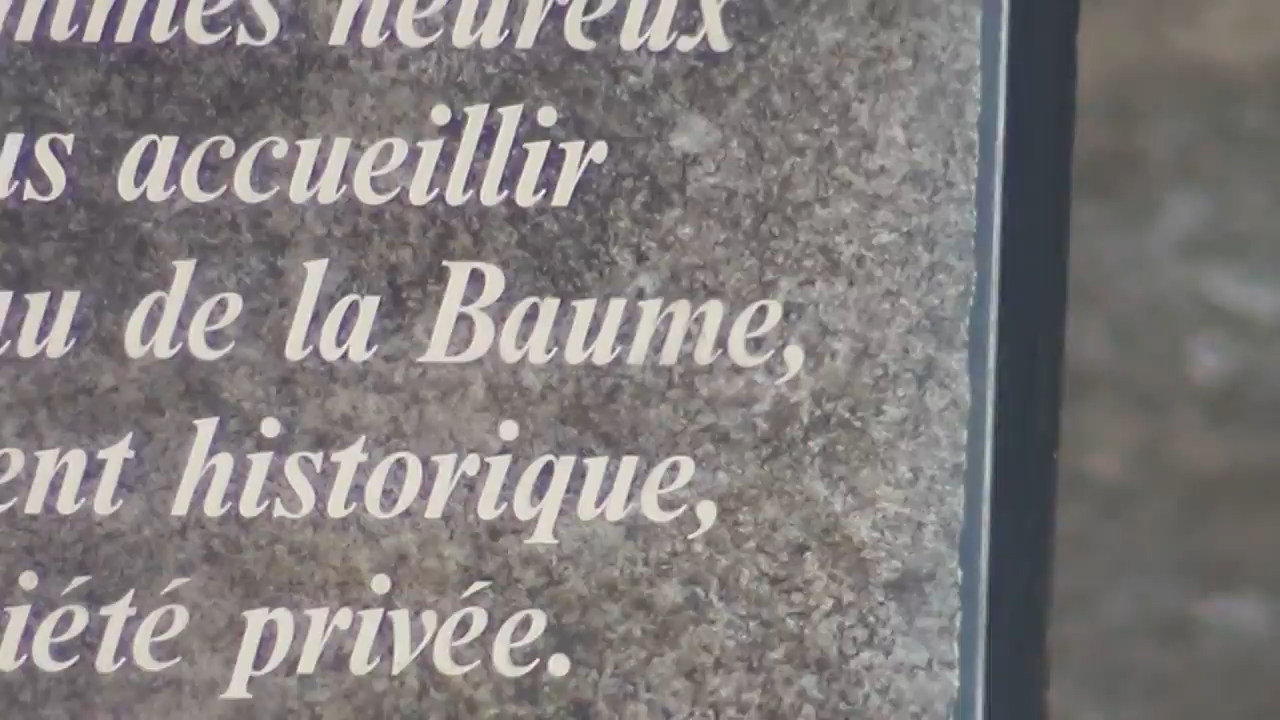 mmes heureux
us accueillir
au de la Baume,
ent historique,
iété privée.